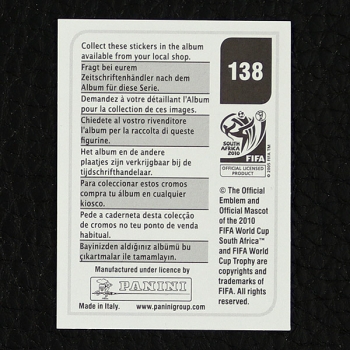 Collect these stickers in the album
available from your local shop.
Fragt bei eurem
Zeitschriftenhändler nach dem
Album für diese Serie.
Demandez à votre détaillant l'Album
pour la collection de ces images.
Chiedete al vostro rivenditore
l'album per la raccolta di queste
figurine.
Het album en de andere
plaatjes zijn verkrijgbaar bij de
tijdschrifthandelaar.
Para coleccionar estos cromos
compra tu álbum en cualquier
kiosco.
Pede a caderneta desta colecção
de cromos no teu ponto de venda
habitual.
Bayinizden aldığınız albümü bu
çıkartmalar ile tamamlayın.
Manufactured under licence by
PANINI
Made in Italy. www.paninigroup.com
138
SOUTH AFRICA
2010
FIFA
OFFICIAL LICENSED
PRODUCT
© 2005 FIFA TM
© The Official
Emblem and
Official Mascot
of the 2010
FIFA World Cup
South Africa™
and FIFA World
Cup Trophy are
copyrights and
trademarks of
FIFA. All rights
reserved.